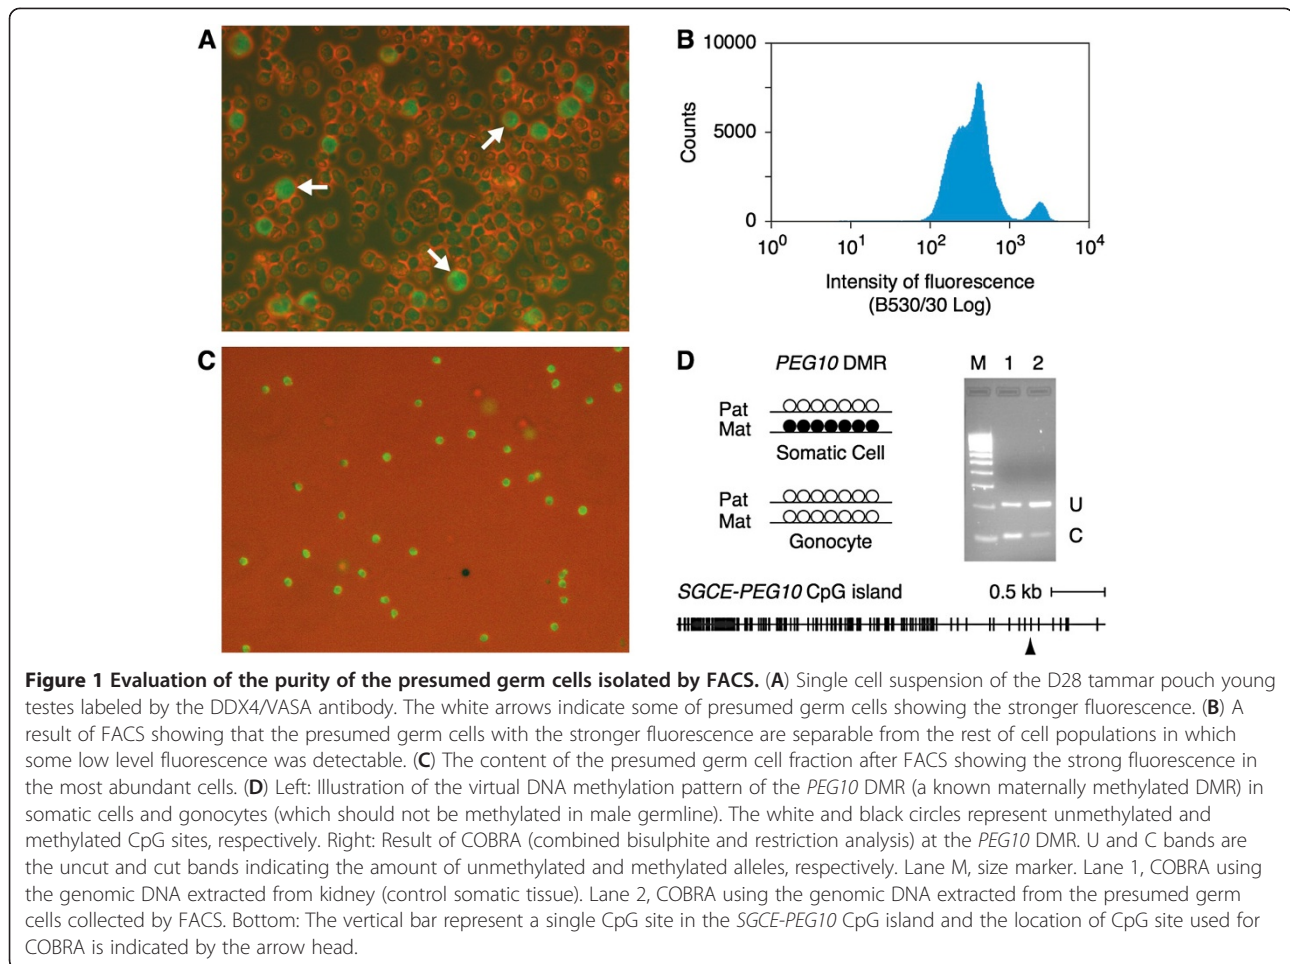 A
B
10000
5000
0
Counts
10⁰ 10¹ 10² 10³ 10⁴
Intensity of fluorescence
(B530/30 Log)
C
D
PEG10 DMR
M 1 2
Pat
Mat
Somatic Cell
Pat
Mat
Gonocyte
U
C
SGCE-PEG10 CpG island 0.5 kb
Figure 1 Evaluation of the purity of the presumed germ cells isolated by FACS. (A) Single cell suspension of the D28 tammar pouch young
testes labeled by the DDX4/VASA antibody. The white arrows indicate some of presumed germ cells showing the stronger fluorescence. (B) A
result of FACS showing that the presumed germ cells with the stronger fluorescence are separable from the rest of cell populations in which
some low level fluorescence was detectable. (C) The content of the presumed germ cell fraction after FACS showing the strong fluorescence in
the most abundant cells. (D) Left: Illustration of the virtual DNA methylation pattern of the PEG10 DMR (a known maternally methylated DMR) in
somatic cells and gonocytes (which should not be methylated in male germline). The white and black circles represent unmethylated and
methylated CpG sites, respectively. Right: Result of COBRA (combined bisulphite and restriction analysis) at the PEG10 DMR. U and C bands are
the uncut and cut bands indicating the amount of unmethylated and methylated alleles, respectively. Lane M, size marker. Lane 1, COBRA using
the genomic DNA extracted from kidney (control somatic tissue). Lane 2, COBRA using the genomic DNA extracted from the presumed germ
cells collected by FACS. Bottom: The vertical bar represent a single CpG site in the SGCE-PEG10 CpG island and the location of CpG site used for
COBRA is indicated by the arrow head.